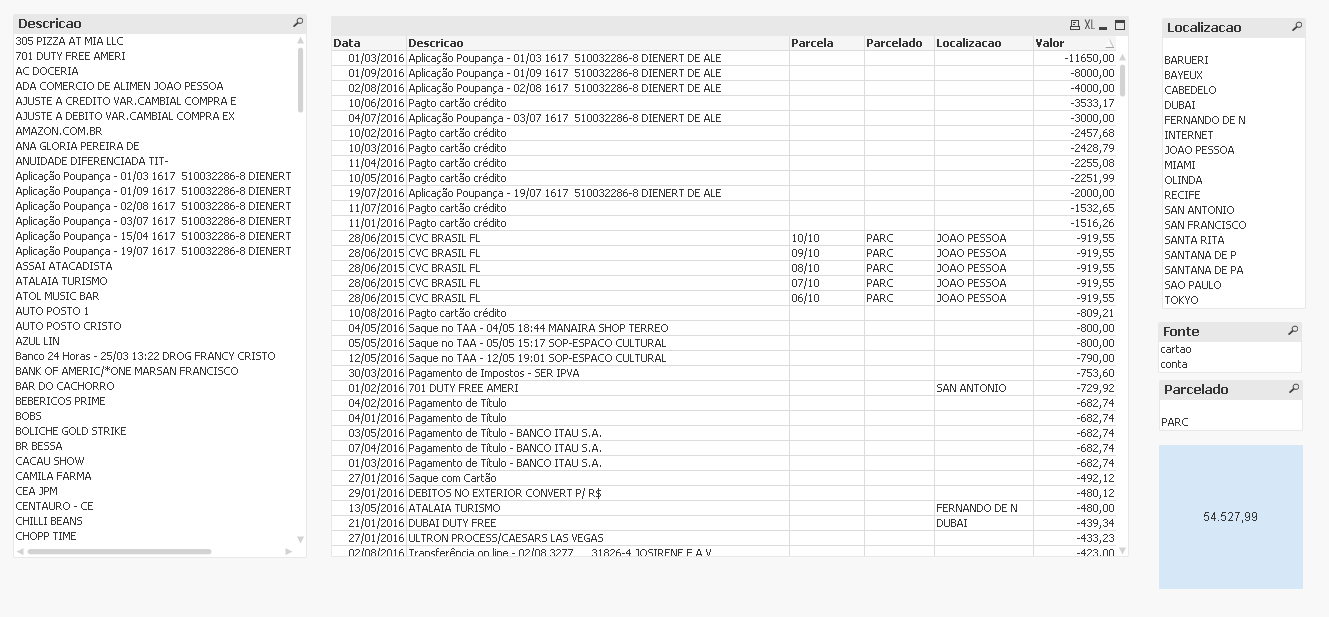 Descricao
305 PIZZA AT MIA LLC
701 DUTY FREE AMERI
AC DOCERIA
ADA COMERCIO DE ALIMEN JOAO PESSOA
AJUSTE A CREDITO VAR.CAMBIAL COMPRA E
AJUSTE A DEBITO VAR.CAMBIAL COMPRA EX
AMAZON.COM.BR
ANA GLORIA PEREIRA DE
ANUIDADE DIFERENCIADA TIT-
Aplicação Poupança - 01/03 1617 510032286-8 DIENERT
Aplicação Poupança - 01/09 1617 510032286-8 DIENERT
Aplicação Poupança - 02/08 1617 510032286-8 DIENERT
Aplicação Poupança - 03/07 1617 510032286-8 DIENERT
Aplicação Poupança - 15/04 1617 510032286-8 DIENERT
Aplicação Poupança - 19/07 1617 510032286-8 DIENERT
ASSAI ATACADISTA
ATALAIA TURISMO
ATOL MUSIC BAR
AUTO POSTO 1
AUTO POSTO CRISTO
AZUL LIN
Banco 24 Horas - 25/03 13:22 DROG FRANCY CRISTO
BANK OF AMERIC/*ONE MARSAN FRANCISCO
BAR DO CACHORRO
BEBERICOS PRIME
BOBS
BOLICHE GOLD STRIKE
BR BESSA
CACAU SHOW
CAMILA FARMA
CEA JPM
CENTAURO - CE
CHILLI BEANS
CHOPP TIME
XL
Data Descricao Parcela Parcelado Localizacao Valor
01/03/2016 Aplicação Poupança - 01/03 1617 510032286-8 DIENERT DE ALE -11650,00
01/09/2016 Aplicação Poupança - 01/09 1617 510032286-8 DIENERT DE ALE -8000,00
02/08/2016 Aplicação Poupança - 02/08 1617 510032286-8 DIENERT DE ALE -4000,00
10/06/2016 Pagto cartão crédito -3533,17
04/07/2016 Aplicação Poupança - 03/07 1617 510032286-8 DIENERT DE ALE -3000,00
10/02/2016 Pagto cartão crédito -2457,68
10/03/2016 Pagto cartão crédito -2428,79
11/04/2016 Pagto cartão crédito -2255,08
10/05/2016 Pagto cartão crédito -2251,99
19/07/2016 Aplicação Poupança - 19/07 1617 510032286-8 DIENERT DE ALE -2000,00
11/07/2016 Pagto cartão crédito -1532,65
11/01/2016 Pagto cartão crédito -1516,26
28/06/2015 CVC BRASIL FL 10/10 PARC JOAO PESSOA -919,55
28/06/2015 CVC BRASIL FL 09/10 PARC JOAO PESSOA -919,55
28/06/2015 CVC BRASIL FL 08/10 PARC JOAO PESSOA -919,55
28/06/2015 CVC BRASIL FL 07/10 PARC JOAO PESSOA -919,55
28/06/2015 CVC BRASIL FL 06/10 PARC JOAO PESSOA -919,55
10/08/2016 Pagto cartão crédito -809,21
04/05/2016 Saque no TAA - 04/05 18:44 MANAIRA SHOP TERREO -800,00
05/05/2016 Saque no TAA - 05/05 15:17 SOP-ESPACO CULTURAL -800,00
12/05/2016 Saque no TAA - 12/05 19:01 SOP-ESPACO CULTURAL -790,00
30/03/2016 Pagamento de Impostos - SER IPVA -753,60
01/02/2016 701 DUTY FREE AMERI SAN ANTONIO -729,92
04/02/2016 Pagamento de Título -682,74
04/01/2016 Pagamento de Título -682,74
03/05/2016 Pagamento de Título - BANCO ITAU S.A. -682,74
07/04/2016 Pagamento de Título - BANCO ITAU S.A. -682,74
01/03/2016 Pagamento de Título - BANCO ITAU S.A. -682,74
27/01/2016 Saque com Cartão -492,12
29/01/2016 DEBITOS NO EXTERIOR CONVERT P/ R$ -480,12
13/05/2016 ATALAIA TURISMO FERNANDO DE N -480,00
21/01/2016 DUBAI DUTY FREE DUBAI -439,34
27/01/2016 ULTRON PROCESS/CAESARS LAS VEGAS -433,23
02/08/2016 Transferência on line - 02/08 3277 31826-4 JOSIRENE F A V -423,00
Localizacao
BARUERI
BAYEUX
CABEDELO
DUBAI
FERNANDO DE N
INTERNET
JOAO PESSOA
MIAMI
OLINDA
RECIFE
SAN ANTONIO
SAN FRANCISCO
SANTA RITA
SANTANA DE P
SANTANA DE PA
SAO PAULO
TOKYO
Fonte
cartao
conta
Parcelado
PARC
54.527,99